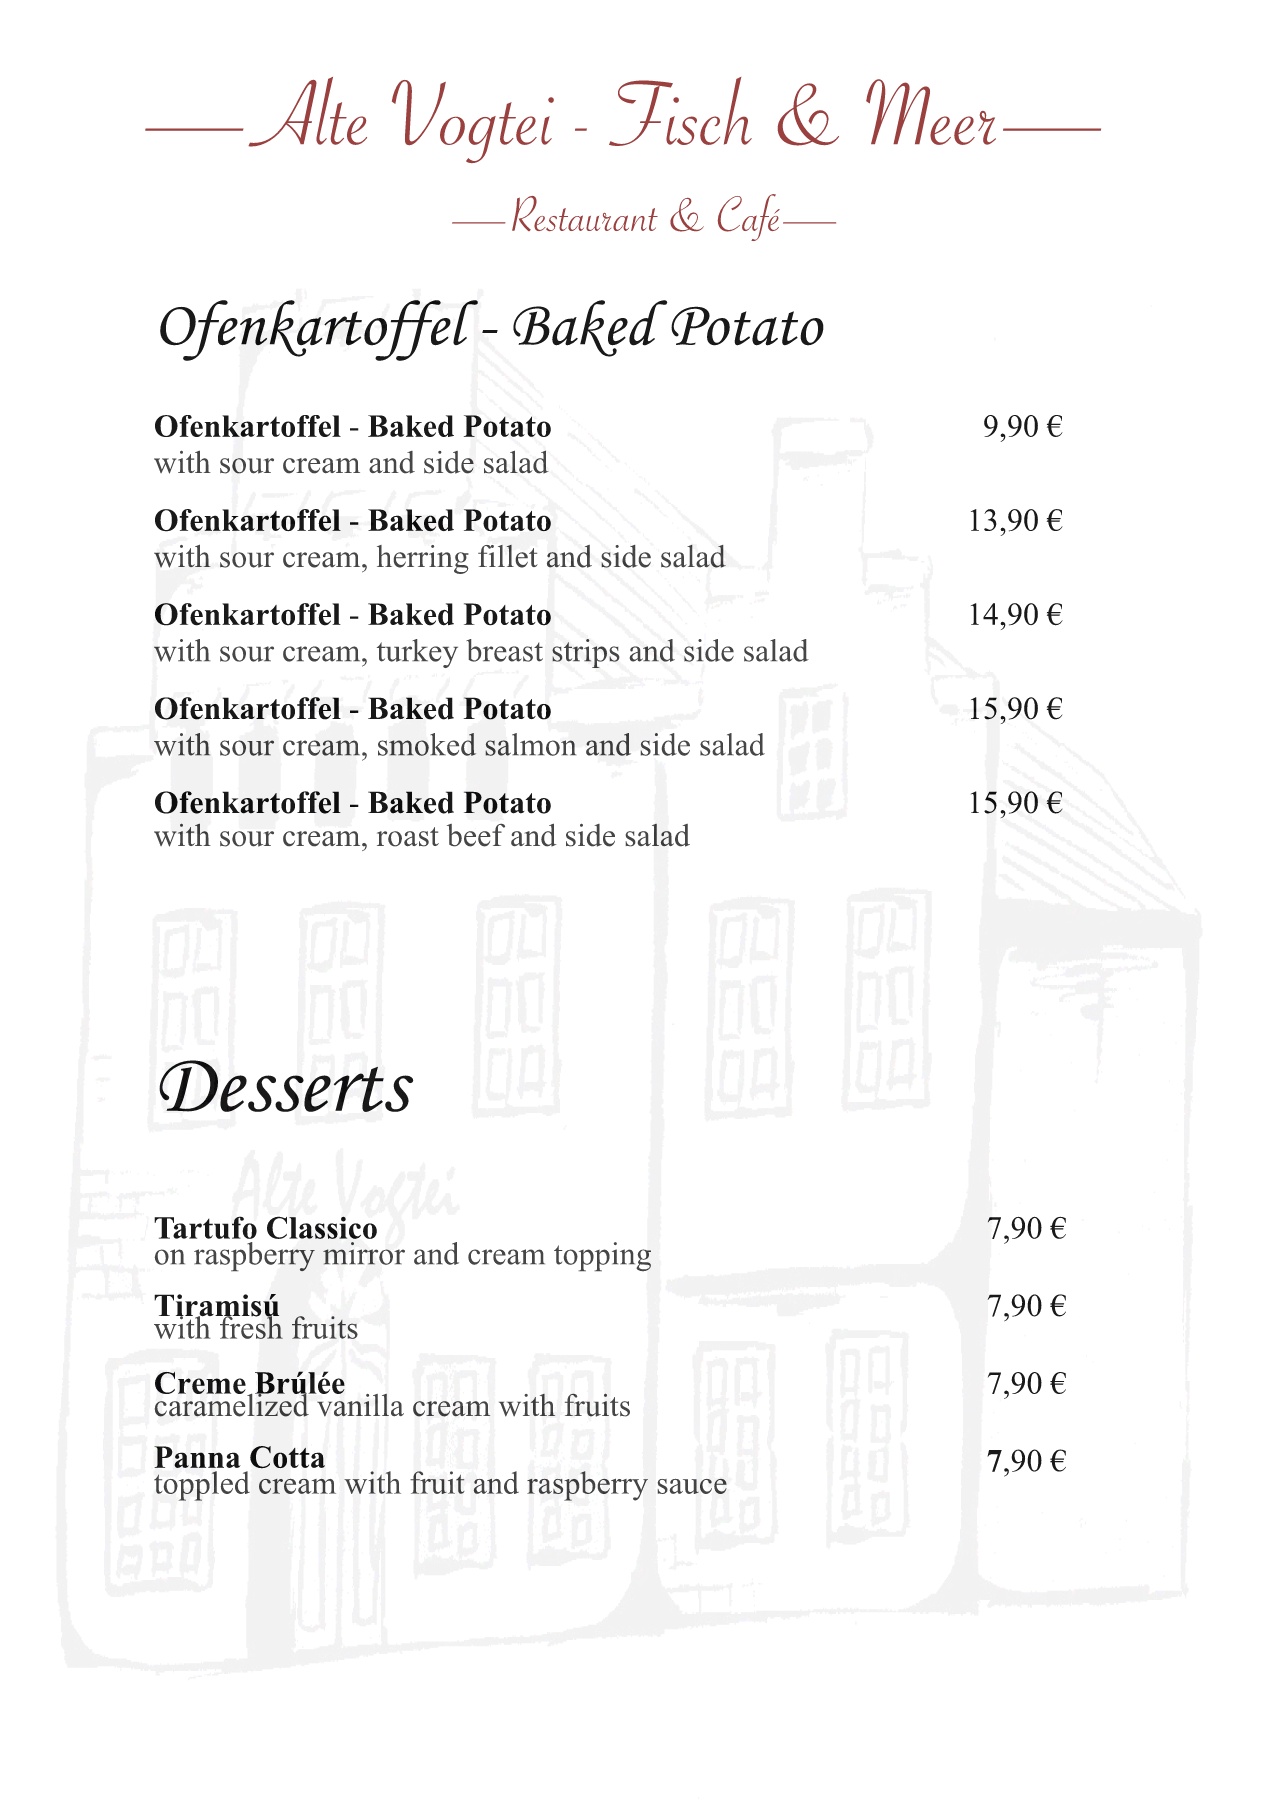 Alte Vogtei - Fisch & Meer
Restaurant & Café
Ofenkartoffel - Baked Potato
Ofenkartoffel - Baked Potato 9,90 €
with sour cream and side salad
Ofenkartoffel - Baked Potato 13,90 €
with sour cream, herring fillet and side salad
Ofenkartoffel - Baked Potato 14,90 €
with sour cream, turkey breast strips and side salad
Ofenkartoffel - Baked Potato 15,90 €
with sour cream, smoked salmon and side salad
Ofenkartoffel - Baked Potato 15,90 €
with sour cream, roast beef and side salad
Desserts
Alte Vogtei
Tartufo Classico 7,90 €
on raspberry mirror and cream topping
Tiramisú 7,90 €
with fresh fruits
Creme Brúlée 7,90 €
caramelized vanilla cream with fruits
Panna Cotta 7,90 €
toppled cream with fruit and raspberry sauce